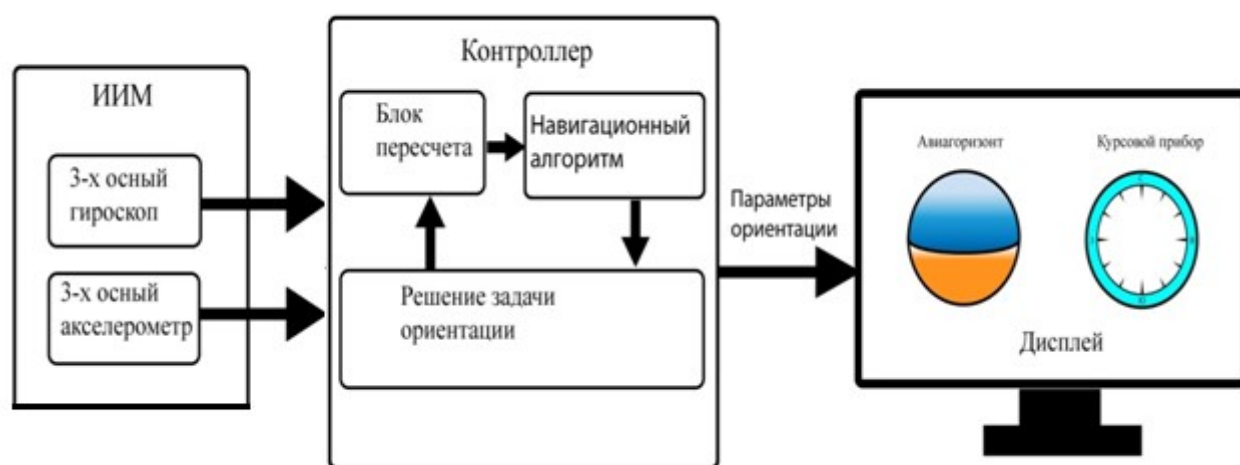 ИИМ
3-х осный
гироскоп
3-х осный
акселерометр
Контроллер
Блок
пересчета
Навигационный
алгоритм
Решение задачи
ориентации
Параметры
ориентации
Авиагоризонт
Курсовой прибор
Дисплей